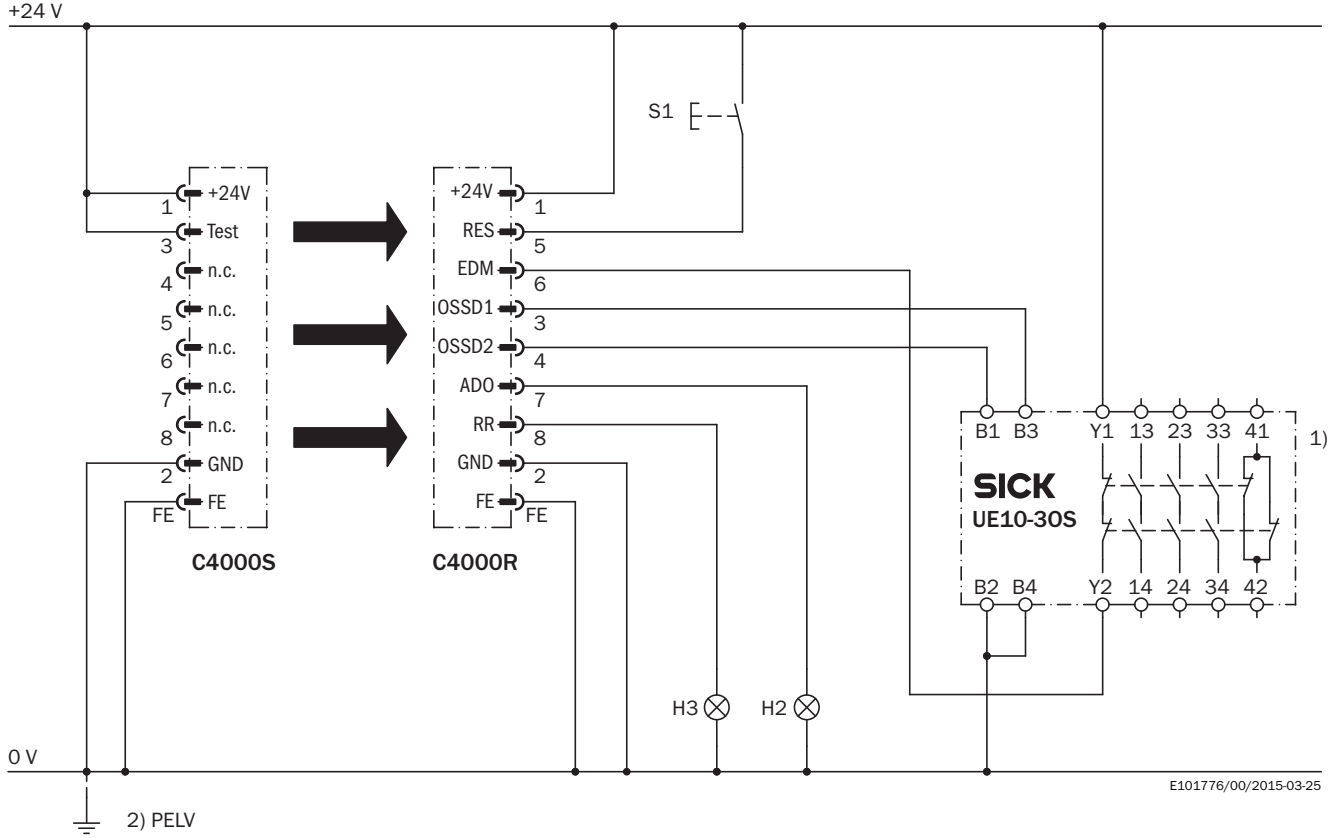 +24 V
S1
1 +24V
3 Test
4 n.c.
5 n.c.
6 n.c.
7 n.c.
8 n.c.
2 GND
FE FE
C4000S
+24V 1
RES 5
EDM 6
OSSD1 3
OSSD2 4
ADO 7
RR 8
GND 2
FE FE
C4000R
B1 B3 Y1 13 23 33 41
1)
SICK
UE10-3OS
B2 B4 Y2 14 24 34 42
H3 H2
0 V
E101776/00/2015-03-25
2) PELV